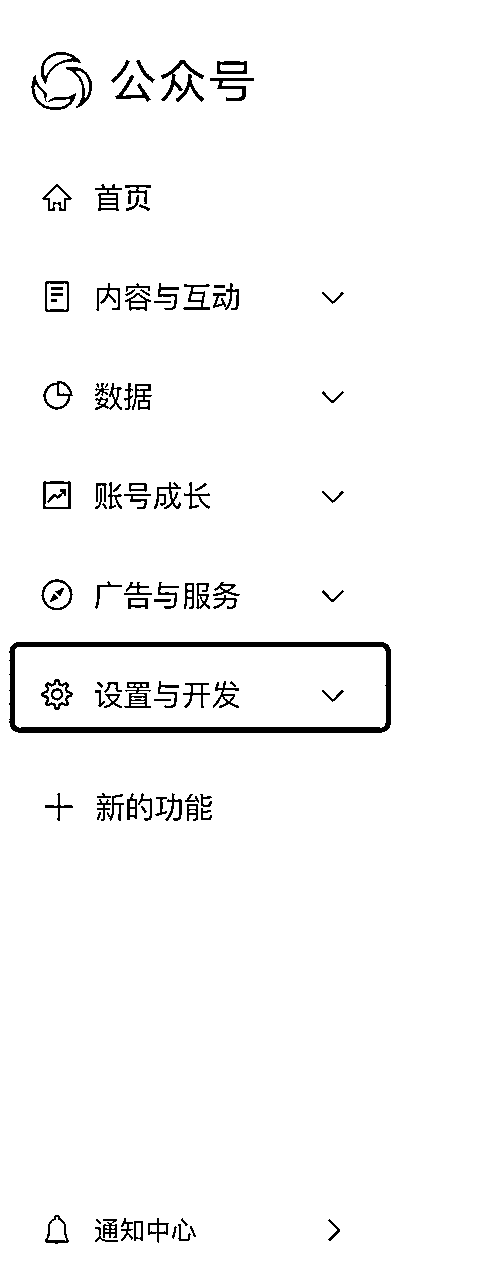 公众号
首页
内容与互动
数据
账号成长
广告与服务
设置与开发
新的功能
通知中心